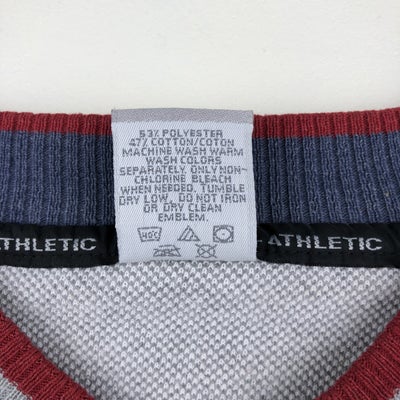 53% POLYESTER
47% COTTON/COTON
MACHINE WASH WARM
WASH COLORS
SEPARATELY, ONLY NON-
CHLORINE BLEACH
WHEN NEEDED, TUMBLE
DRY LOW, DO NOT IRON
OR DRY CLEAN
EMBLEM.
40C
ATHLETIC
- ATHLETIC